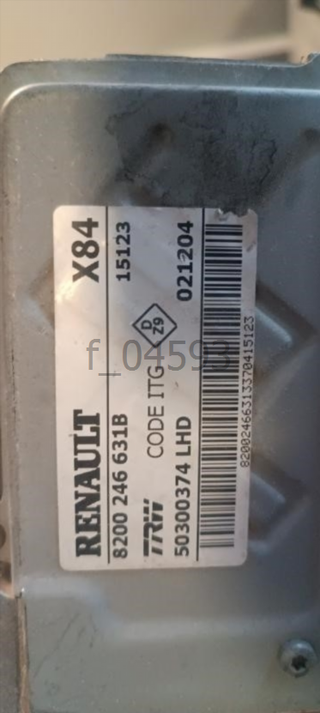 RENAULT X84
8200 246 631B 15123
TRW CODE ITG D Z9
50300374 LHD 021204
82002466313370415123
f_04593